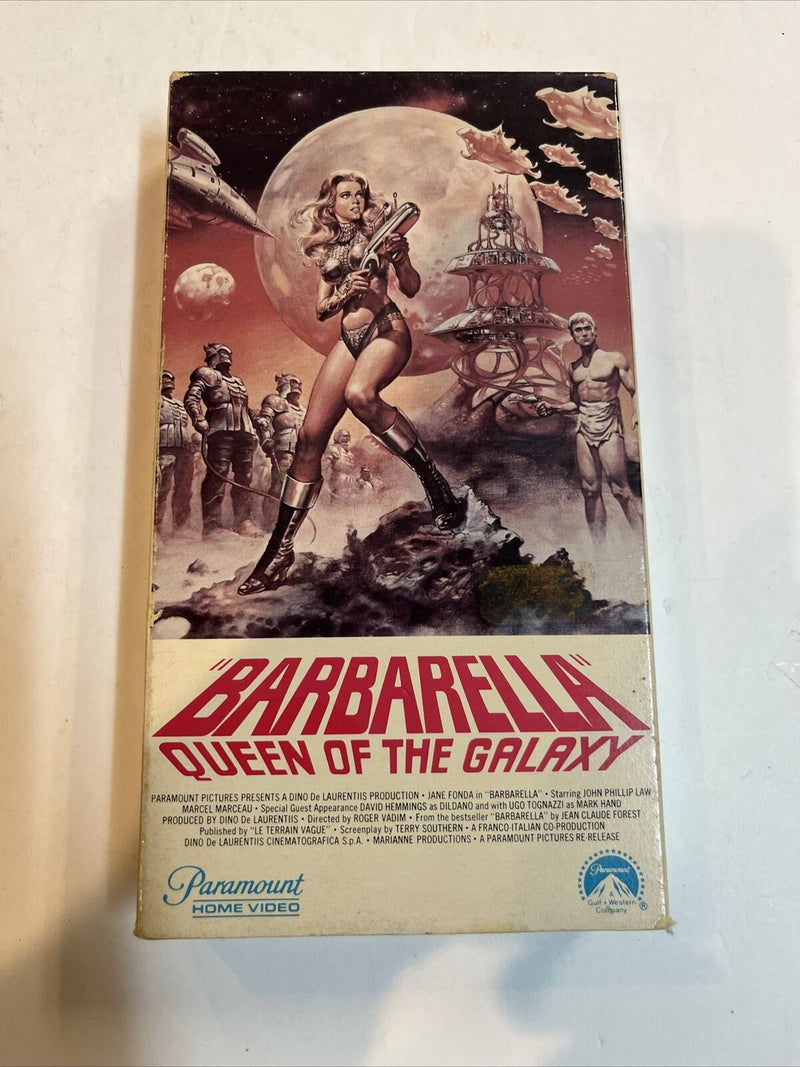 "BARBARELLA"
QUEEN OF THE GALAXY
PARAMOUNT PICTURES PRESENTS A DINO De LAURENTIIS PRODUCTION • JANE FONDA in "BARBARELLA" • Starring JOHN PHILLIP LAW
MARCEL MARCEAU • Special Guest Appearance DAVID HEMMINGS as DILDANO and with UGO TOGNAZZI as MARK HAND
PRODUCED BY DINO De LAURENTIIS • Directed by ROGER VADIM • From the bestseller "BARBARELLA" by JEAN CLAUDE FOREST
Published by "LE TERRAIN VAGUE" • Screenplay by TERRY SOUTHERN • A FRANCO-ITALIAN CO-PRODUCTION
DINO De LAURENTIIS CINEMATOGRAFICA S.p.A. • MARIANNE PRODUCTIONS • A PARAMOUNT PICTURES RE-RELEASE
Paramount
HOME VIDEO
Paramount
A
Gulf + Western
Company ®